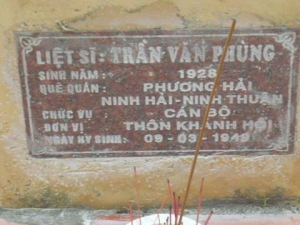 LIỆT SĨ: TRẦN VĂN PHÙNG
SINH NĂM : 1928
QUÊ QUÁN : PHƯƠNG HẢI
NINH HẢI - NINH THUẬN
CHỨC VỤ : CÁN BỘ
ĐƠN VỊ : THÔN KHÁNH HỘI
NGÀY HY SINH: 09 - 03 - 1949